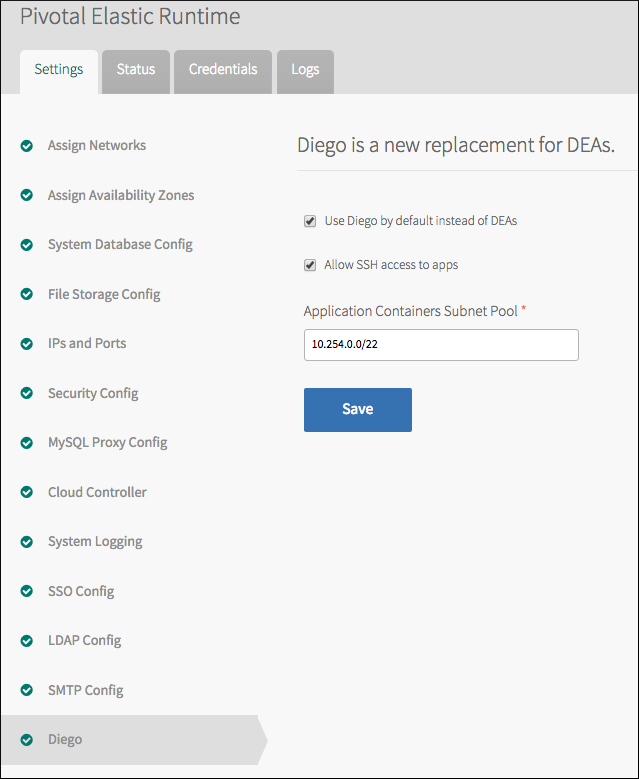 Pivotal Elastic Runtime
Settings
Status
Credentials
Logs
Assign Networks
Assign Availability Zones
System Database Config
File Storage Config
IPs and Ports
Security Config
MySQL Proxy Config
Cloud Controller
System Logging
SSO Config
LDAP Config
SMTP Config
Diego
Diego is a new replacement for DEAs.
Use Diego by default instead of DEAs
Allow SSH access to apps
Application Containers Subnet Pool *
10.254.0.0/22
Save